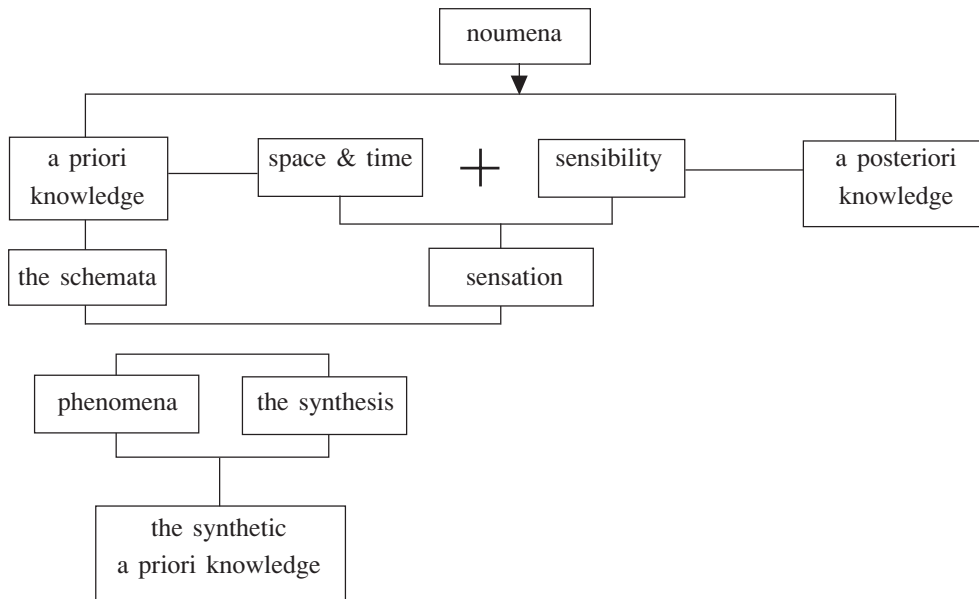 noumena
a priori
knowledge
space & time
+
sensibility
a posteriori
knowledge
the schemata
sensation
phenomena
the synthesis
the synthetic
a priori knowledge